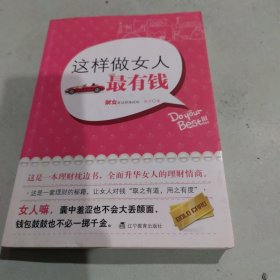 这样做女人
最有钱
Do your
Best!!!
这是一本理财枕边书，全面升华女人的理财情商。
这是一套理财的秘籍，让女人对钱“取之有道，用之有度”。
女人嘛，囊中羞涩也不会大丢颜面，
钱包鼓鼓也不必一掷千金。
GOLD CARD
辽宁教育出版社